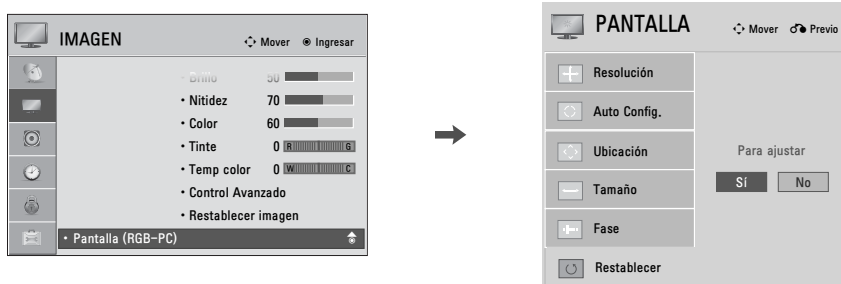 IMAGEN
Mover Ingresar
• Brillo 50
• Nitidez 70
• Color 60
• Tinte 0 R G
• Temp color 0 W C
• Control Avanzado
• Restablecer imagen
• Pantalla (RGB-PC)
PANTALLA
Mover Previo
Resolución
Auto Config.
Ubicación
Tamaño
Fase
Restablecer
Para ajustar
Sí No